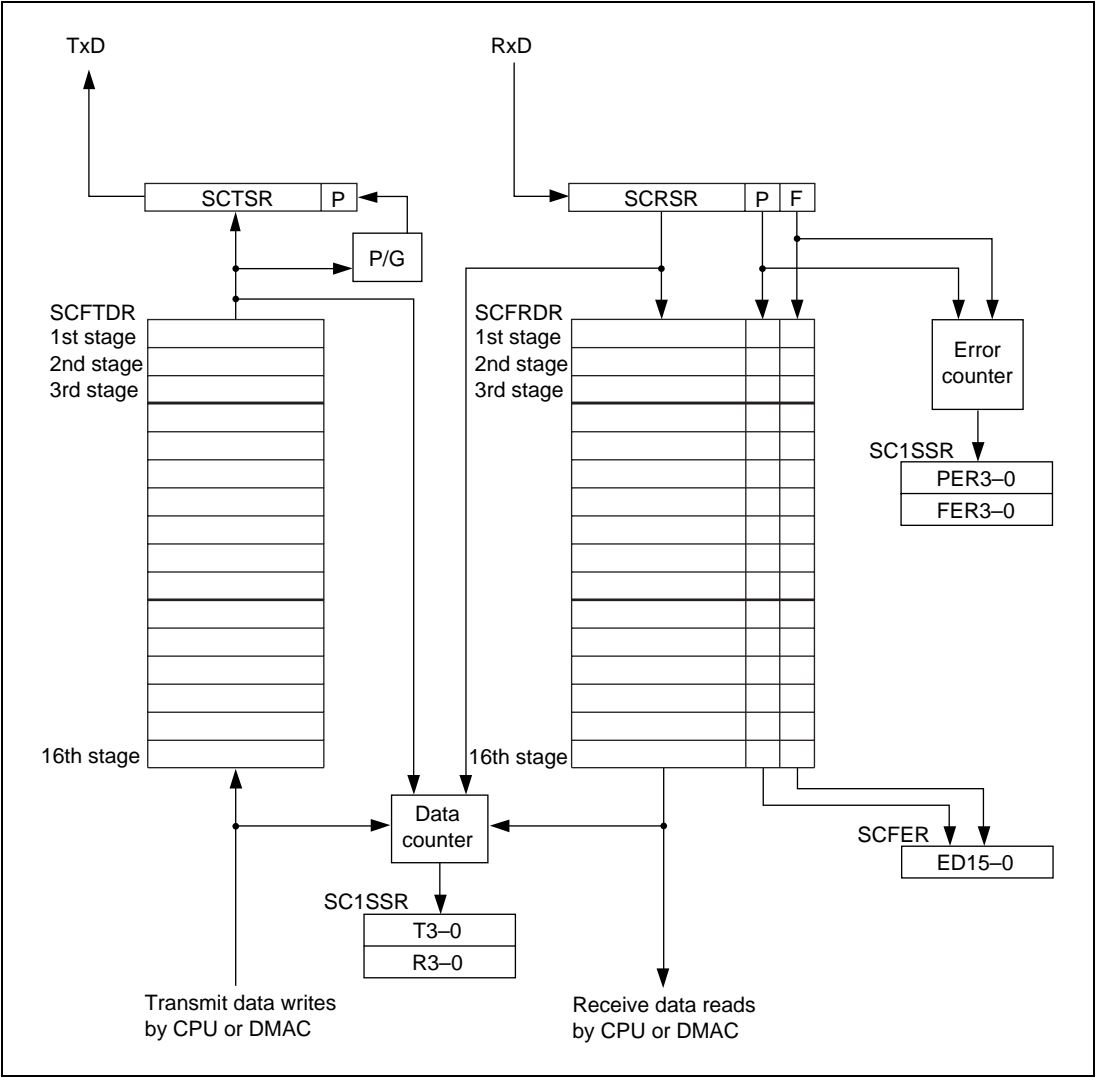 TxD
RxD
SCTSR
P
SCRSR
P
F
P/G
SCFTDR
1st stage
2nd stage
3rd stage
16th stage
SCFRDR
1st stage
2nd stage
3rd stage
16th stage
Error
counter
SC1SSR
PER3–0
FER3–0
Data
counter
SCFER
ED15–0
SC1SSR
T3–0
R3–0
Transmit data writes
by CPU or DMAC
Receive data reads
by CPU or DMAC